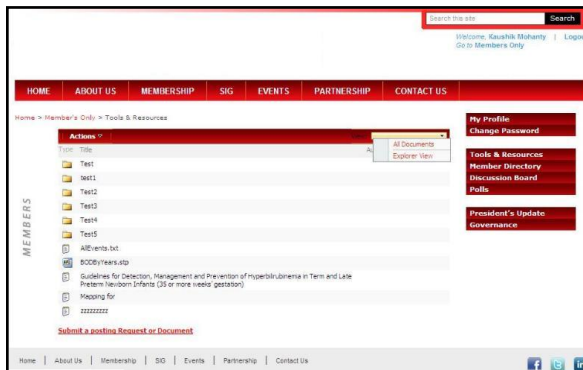 Search this site Search
Welcome, Kaushik Mohanty | Logou
Go to Members Only
HOME ABOUT US MEMBERSHIP SIG EVENTS PARTNERSHIP CONTACT US
Home > Member's Only > Tools & Resources
Actions
Type Title
All Documents
Explorer View
Test
test1
Test2
Test3
Test4
Test5
AllEvents.txt
BODByYears.stp
Guidelines for Detection, Management and Prevention of Hyperbilirubinemia in Term and Late
Preterm Newborn Infants (35 or more weeks' gestation)
Mapping for
zzzzzzzzz
Submit a posting Request or Document
MEMBERS
My Profile
Change Password
Tools & Resources
Member Directory
Discussion Board
Polls
President's Update
Governance
Home | About Us | Membership | SIG | Events | Partnership | Contact Us